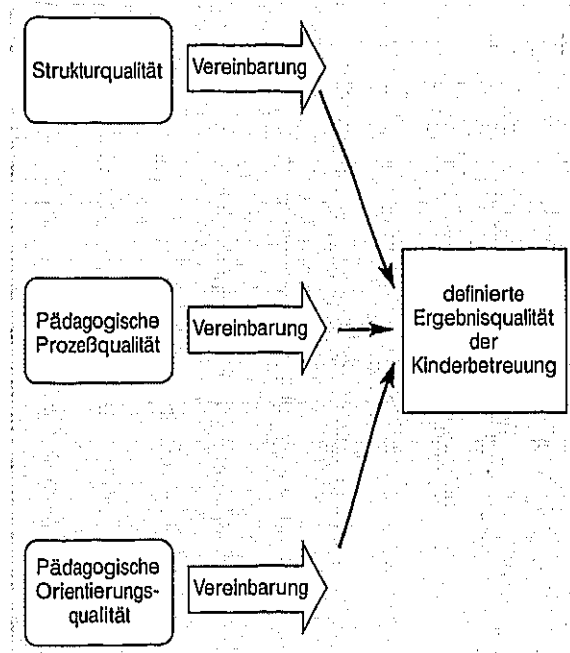 Strukturqualität
Vereinbarung
Pädagogische
Prozeßqualität
Vereinbarung
definierte
Ergebnisqualität
der
Kinderbetreuung
Pädagogische
Orientierungs-
qualität
Vereinbarung